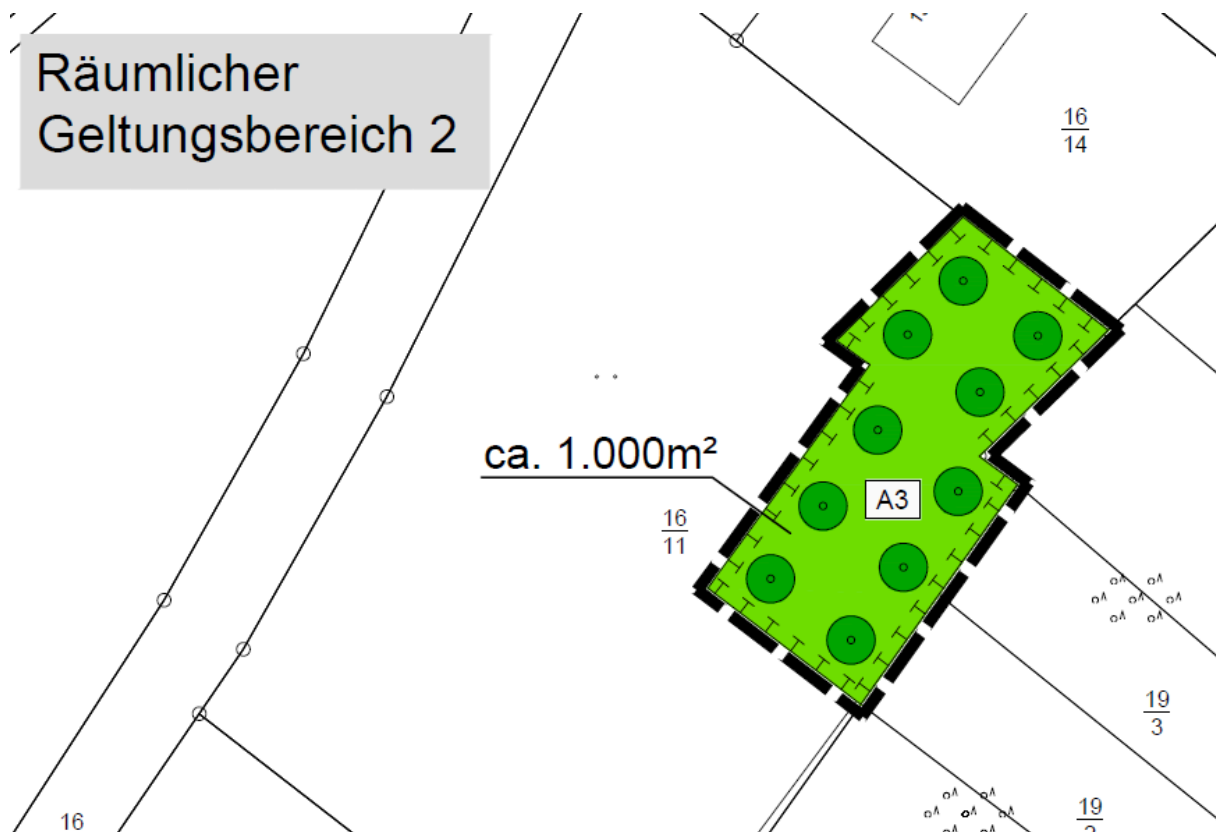 Räumlicher
Geltungsbereich 2
16
14
ca. 1.000m²
A3
16
11
19
3
19
16